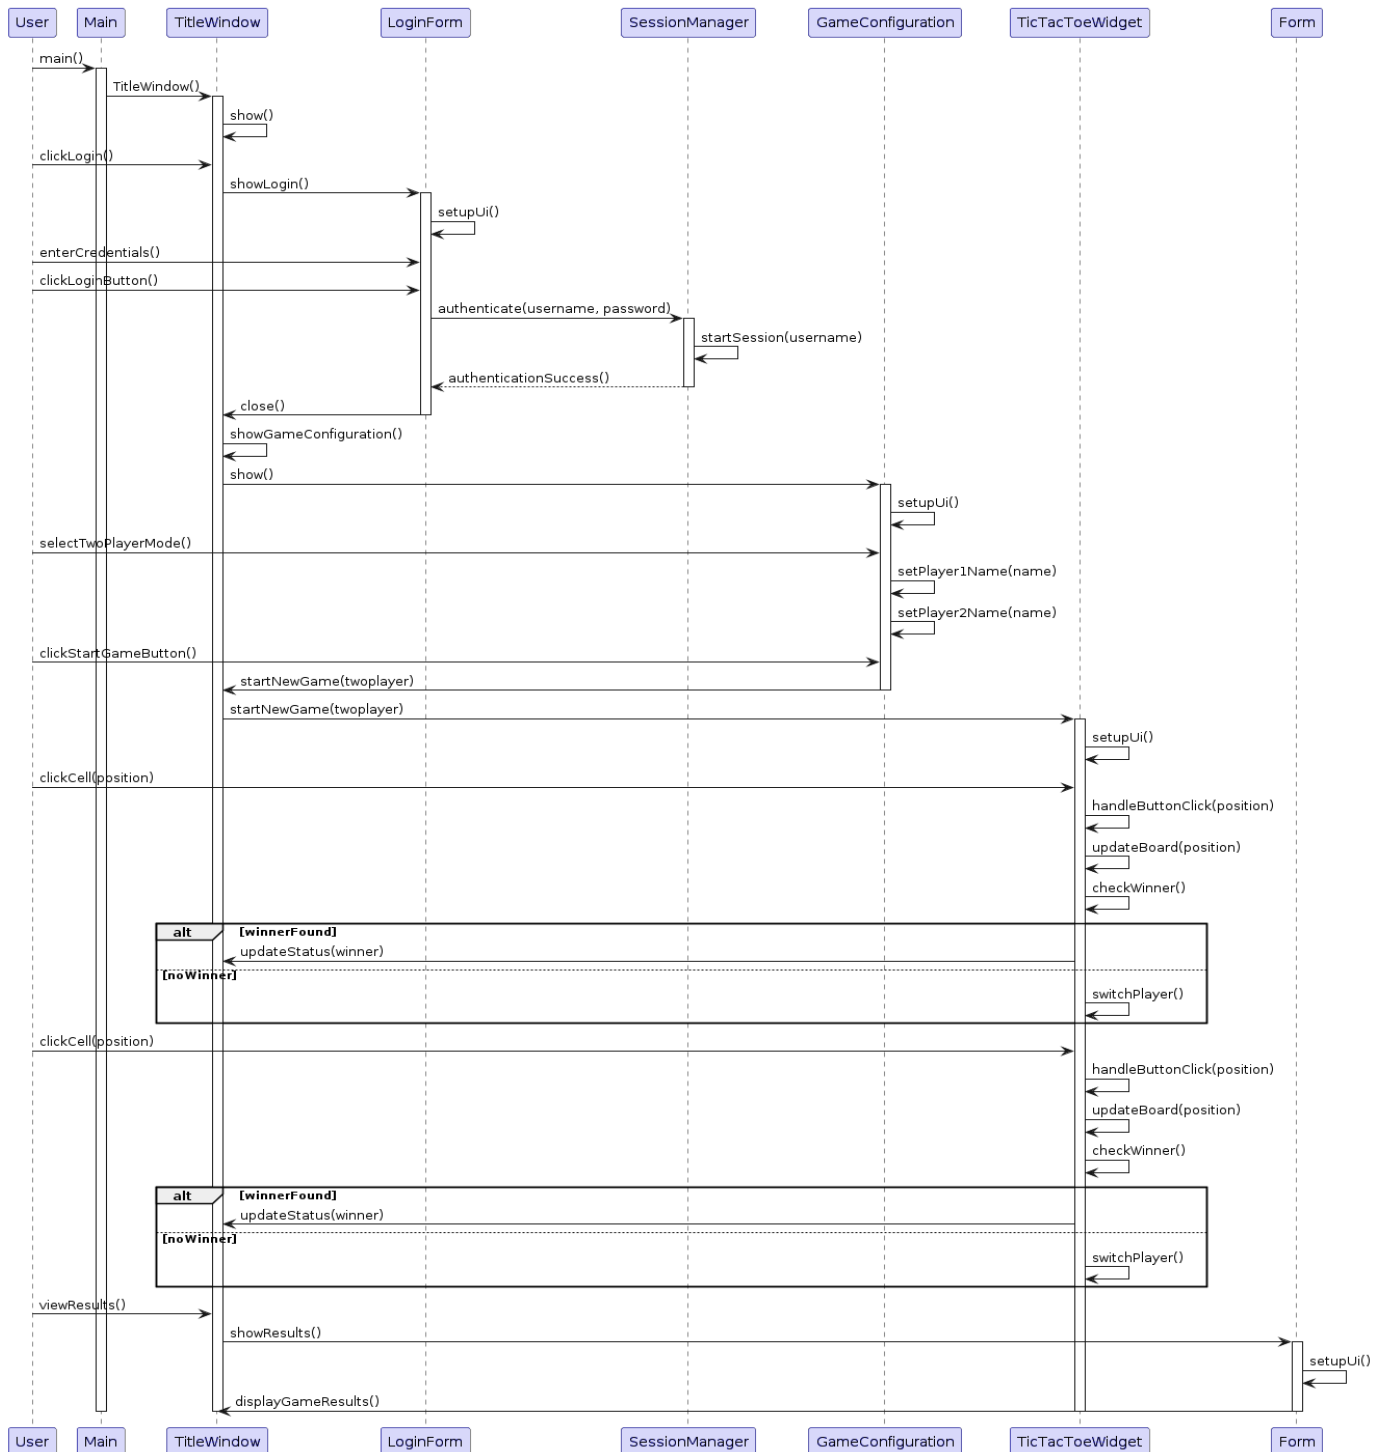 User Main TitleWindow LoginForm SessionManager GameConfiguration TicTacToeWidget Form
main()
TitleWindow()
show()
clickLogin()
showLogin()
setupUi()
enterCredentials()
clickLoginButton()
authenticate(username, password)
startSession(username)
authenticationSuccess()
close()
showGameConfiguration()
show()
setupUi()
selectTwoPlayerMode()
setPlayer1Name(name)
setPlayer2Name(name)
clickStartGameButton()
startNewGame(twoplayer)
startNewGame(twoplayer)
setupUi()
clickCell(position)
handleButtonClick(position)
updateBoard(position)
checkWinner()
alt [winnerFound]
updateStatus(winner)
[noWinner]
switchPlayer()
clickCell(position)
handleButtonClick(position)
updateBoard(position)
checkWinner()
alt [winnerFound]
updateStatus(winner)
[noWinner]
switchPlayer()
viewResults()
showResults()
setupUi()
displayGameResults()
User Main TitleWindow LoginForm SessionManager GameConfiguration TicTacToeWidget Form